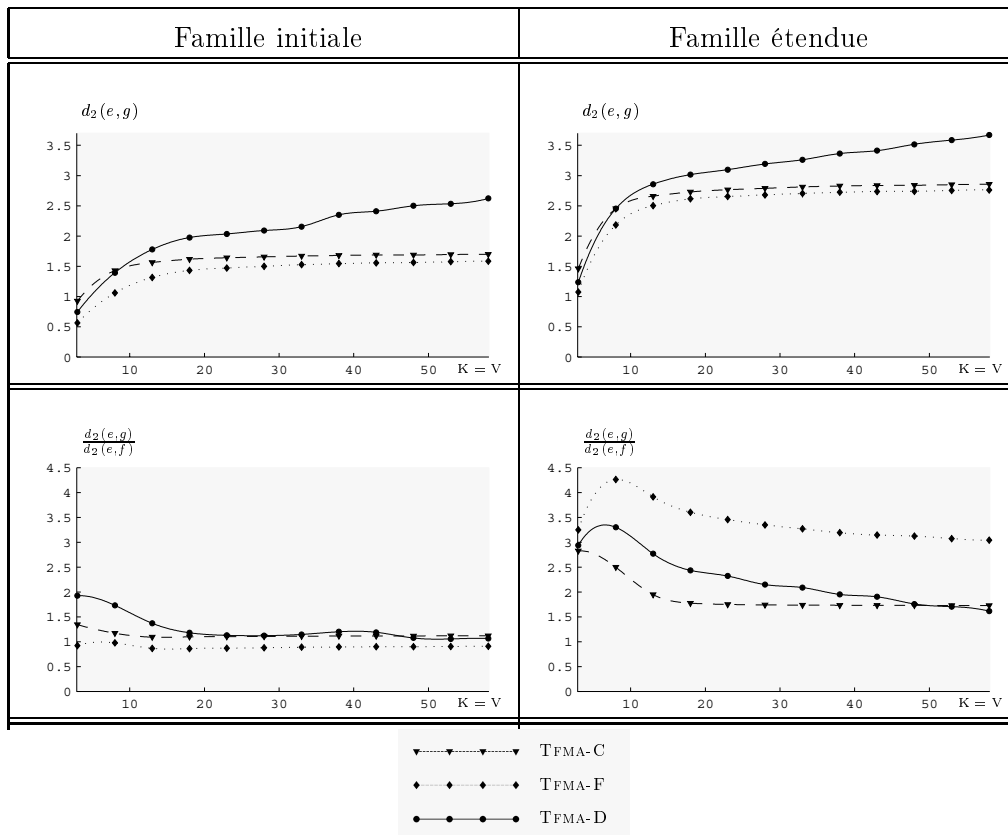 Famille initiale
Famille étendue
d₂(e,g)
3.5
3
2.5
2
1.5
1
0.5
0
10 20 30 40 50 K = V
d₂(e,g)
3.5
3
2.5
2
1.5
1
0.5
0
10 20 30 40 50 K = V
d₂(e,g)
d₂(e,f)
4.5
4
3.5
3
2.5
2
1.5
1
0.5
0
10 20 30 40 50 K = V
d₂(e,g)
d₂(e,f)
4.5
4
3.5
3
2.5
2
1.5
1
0.5
0
10 20 30 40 50 K = V
TFMA-C
TFMA-F
TFMA-D